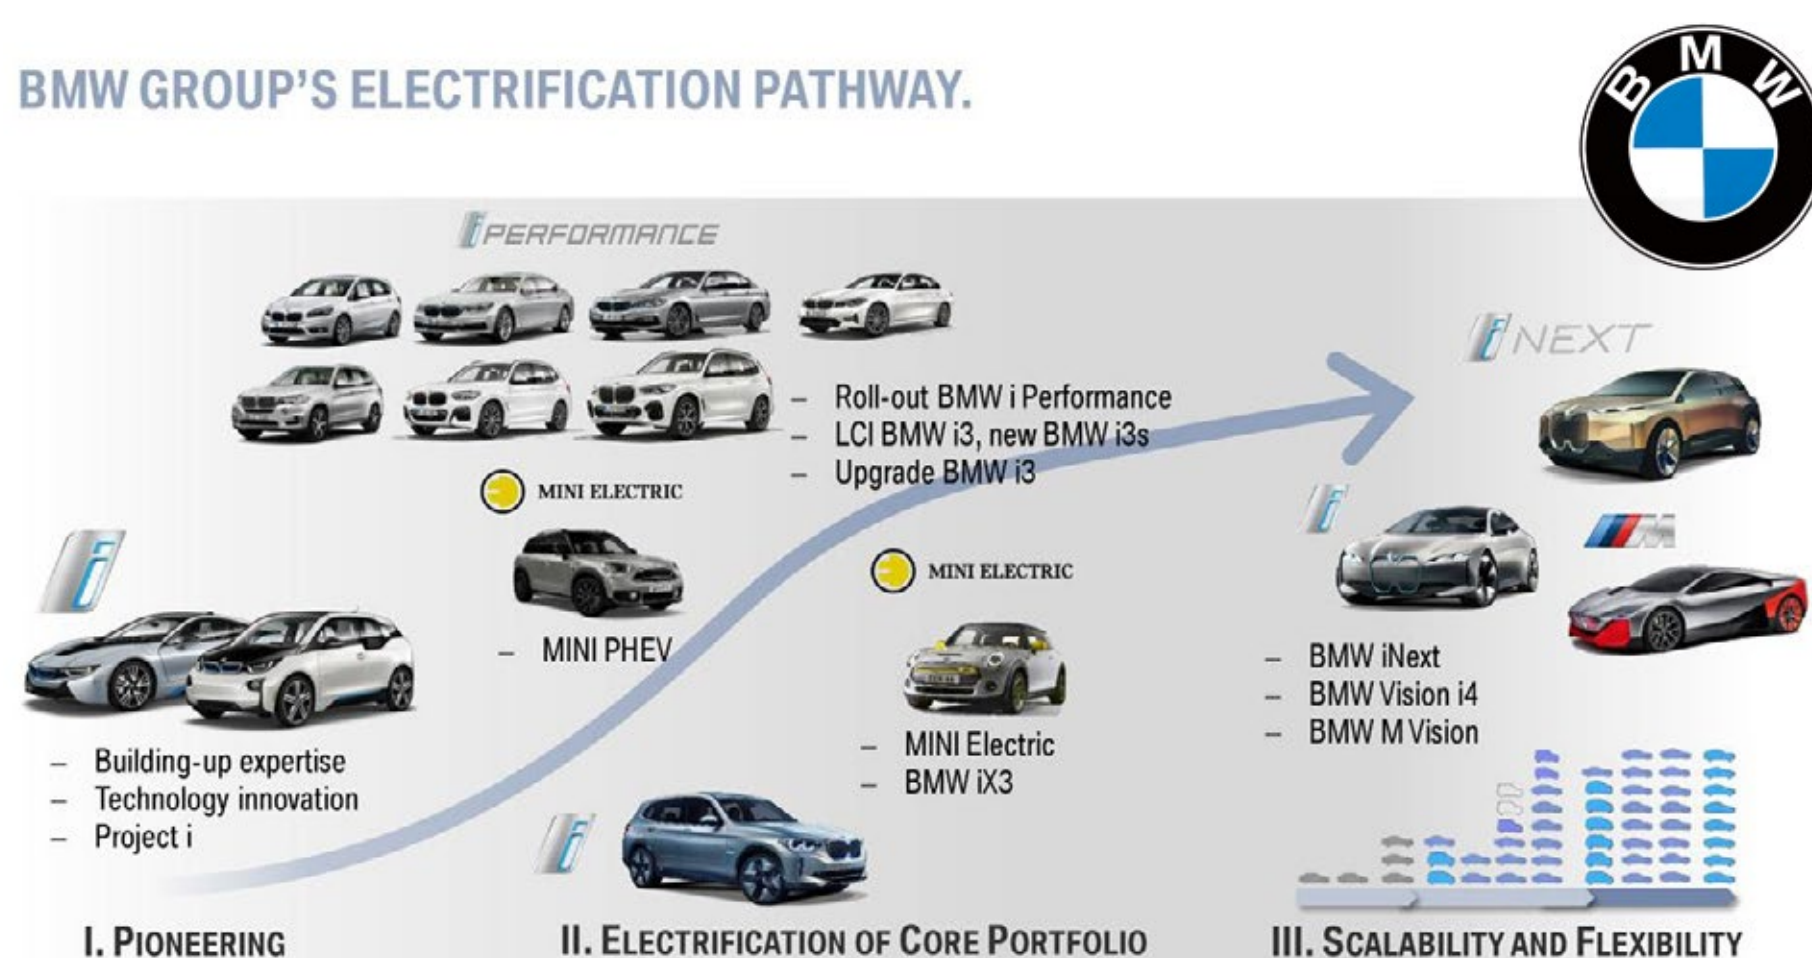 BMW GROUP'S ELECTRIFICATION PATHWAY.
BMW
i PERFORMANCE
– Roll-out BMW i Performance
– LCI BMW i3, new BMW i3s
– Upgrade BMW i3
MINI ELECTRIC
– MINI PHEV
i
– Building-up expertise
– Technology innovation
– Project i
MINI ELECTRIC
– MINI Electric
– BMW iX3
i
i NEXT
i
M
– BMW iNext
– BMW Vision i4
– BMW M Vision
I. PIONEERING
II. ELECTRIFICATION OF CORE PORTFOLIO
III. SCALABILITY AND FLEXIBILITY